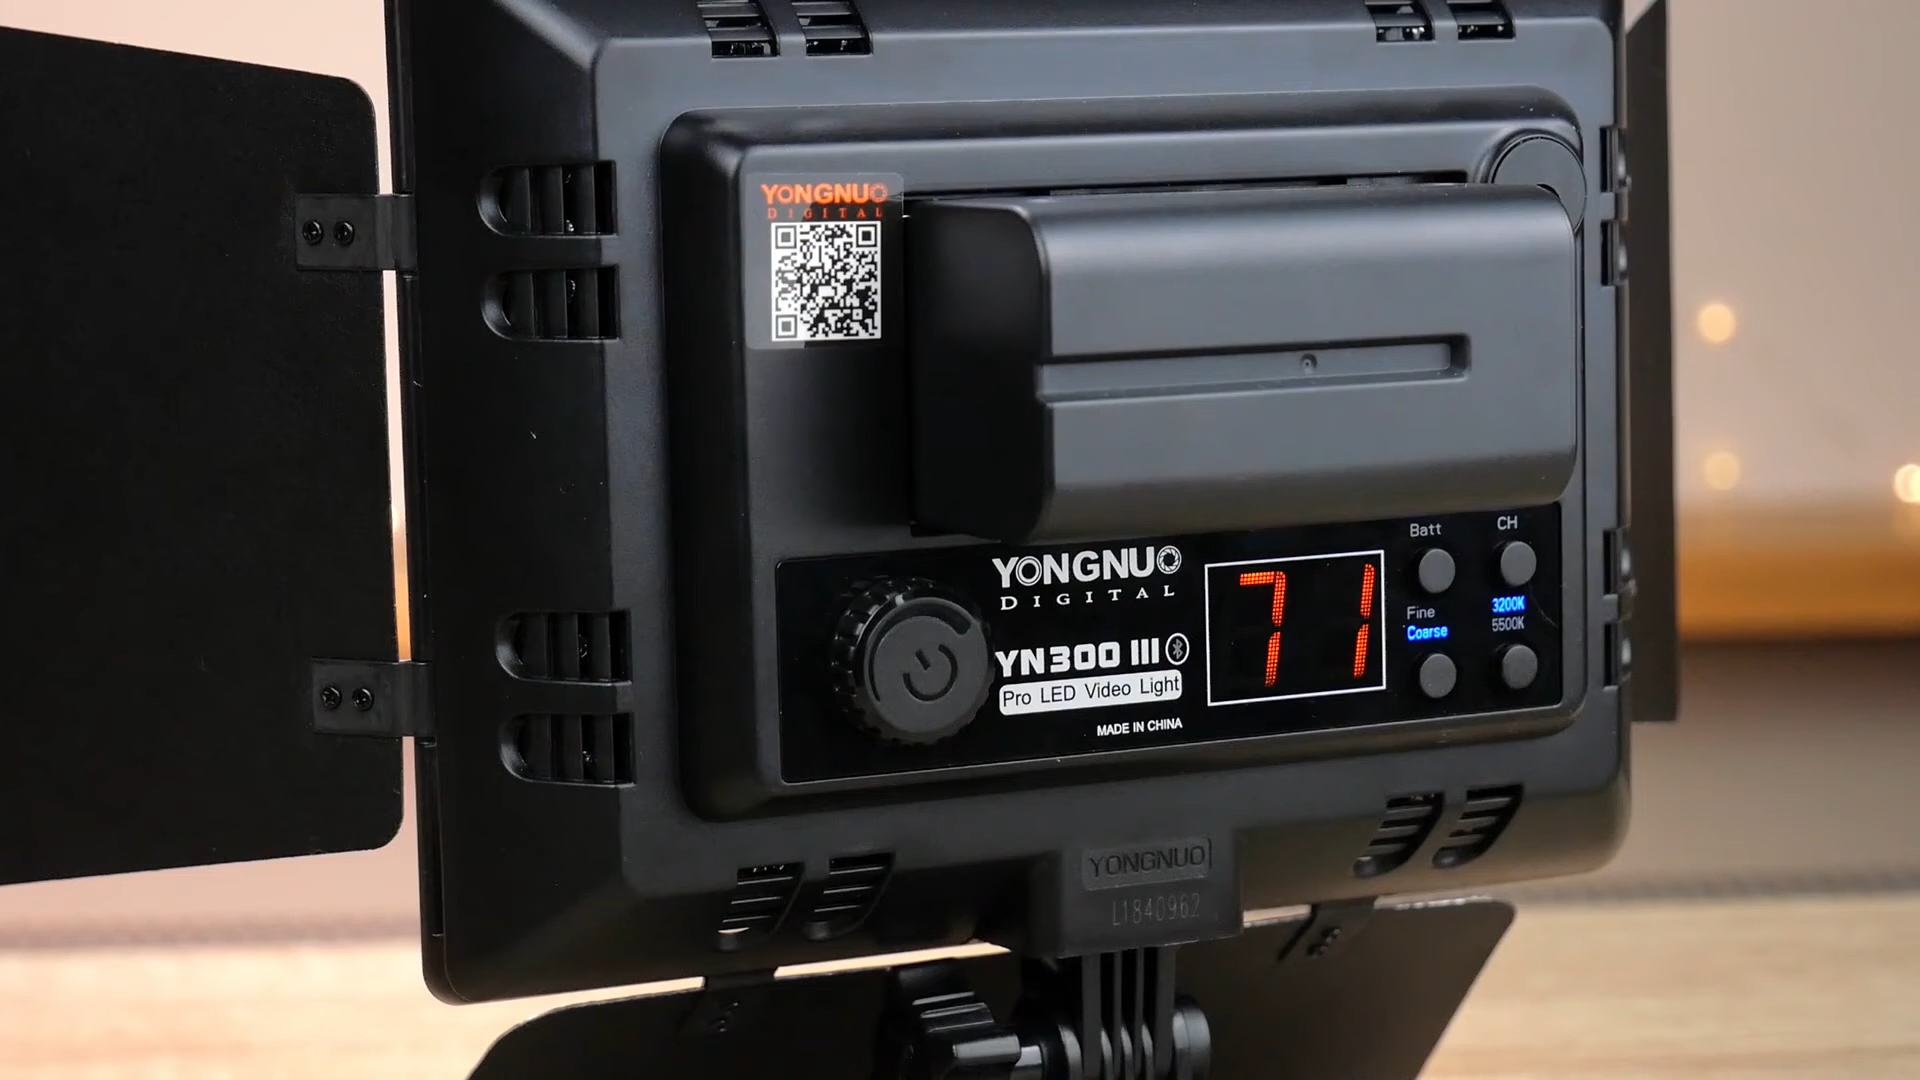 YONGNUO
DIGITAL
Batt
CH
YONGNUO
DIGITAL
71
Fine
Coarse
3200K
5500K
YN300 III
Pro LED Video Light
MADE IN CHINA
YONGNUO
L1840962